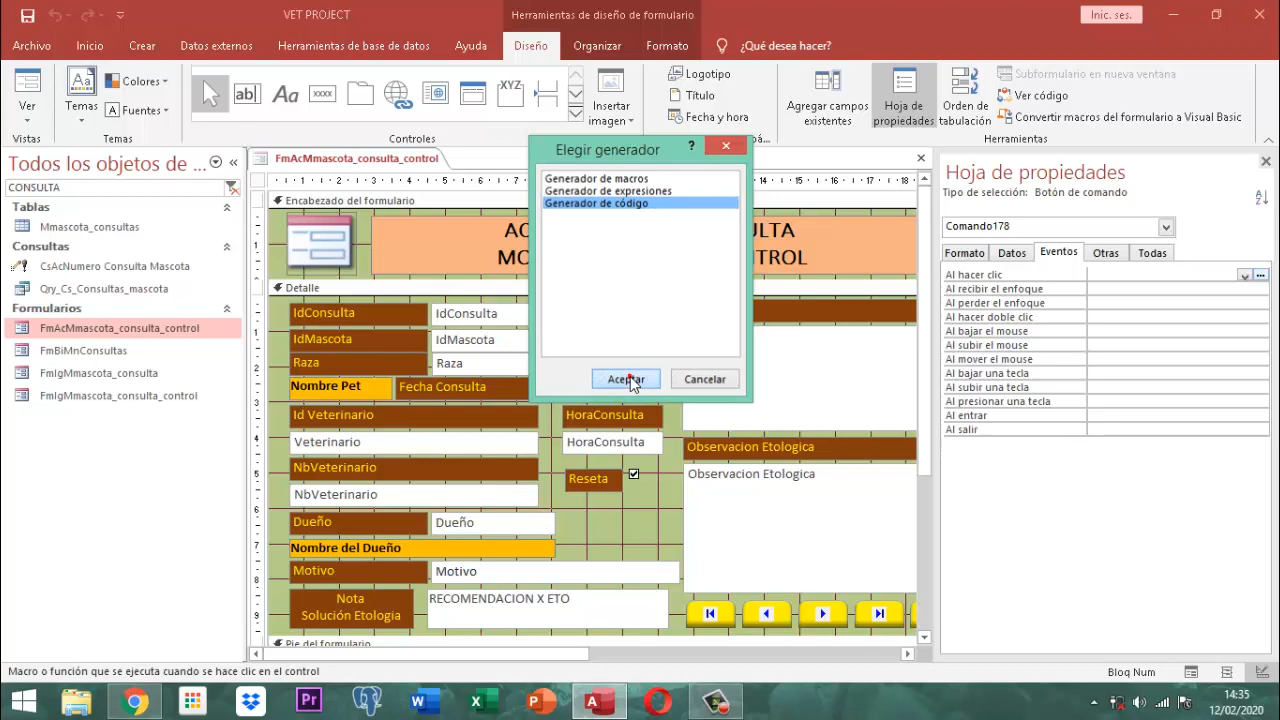 VET PROJECT
Herramientas de diseño de formulario
Inic. ses.
Archivo
Inicio
Crear
Datos externos
Herramientas de base de datos
Ayuda
Diseño
Organizar
Formato
¿Qué desea hacer?
Ver
Vistas
Temas
Colores
Fuentes
Temas
ab|
Aa
xxxx
XYZ
Controles
Insertar imagen
Logotipo
Título
Fecha y hora
Agregar campos existentes
Hoja de propiedades
Orden de tabulación
Subformulario en nueva ventana
Ver código
Convertir macros del formulario a Visual Basic
Todos los objetos de ...
CONSULTA
Tablas
Mmascota_consultas
Consultas
CsAcNumero Consulta Mascota
Qry_Cs_Consultas_mascota
Formularios
FmAcMmascota_consulta_control
FmBiMnConsultas
FmIgMmascota_consulta
FmIgMmascota_consulta_control
FmAcMmascota_consulta_control
Encabezado del formulario
Detalle
IdConsulta
IdConsulta
IdMascota
IdMascota
Raza
Raza
Nombre Pet
Fecha Consulta
Id Veterinario
HoraConsulta
Veterinario
HoraConsulta
Observacion Etologica
NbVeterinario
Reseta
Observacion Etologica
NbVeterinario
Dueño
Dueño
Nombre del Dueño
Motivo
Motivo
Nota
Solución Etologia
RECOMENDACION X ETO
Pie del formulario
Elegir generador
?
Generador de macros
Generador de expresiones
Generador de código
Aceptar
Cancelar
Hoja de propiedades
Tipo de selección: Botón de comando
Comando178
Formato
Datos
Eventos
Otras
Todas
Al hacer clic
Al recibir el enfoque
Al perder el enfoque
Al hacer doble clic
Al bajar el mouse
Al subir el mouse
Al mover el mouse
Al bajar una tecla
Al subir una tecla
Al presionar una tecla
Al entrar
Al salir
Macro o función que se ejecuta cuando se hace clic en el control
Bloq Num
14:35
12/02/2020